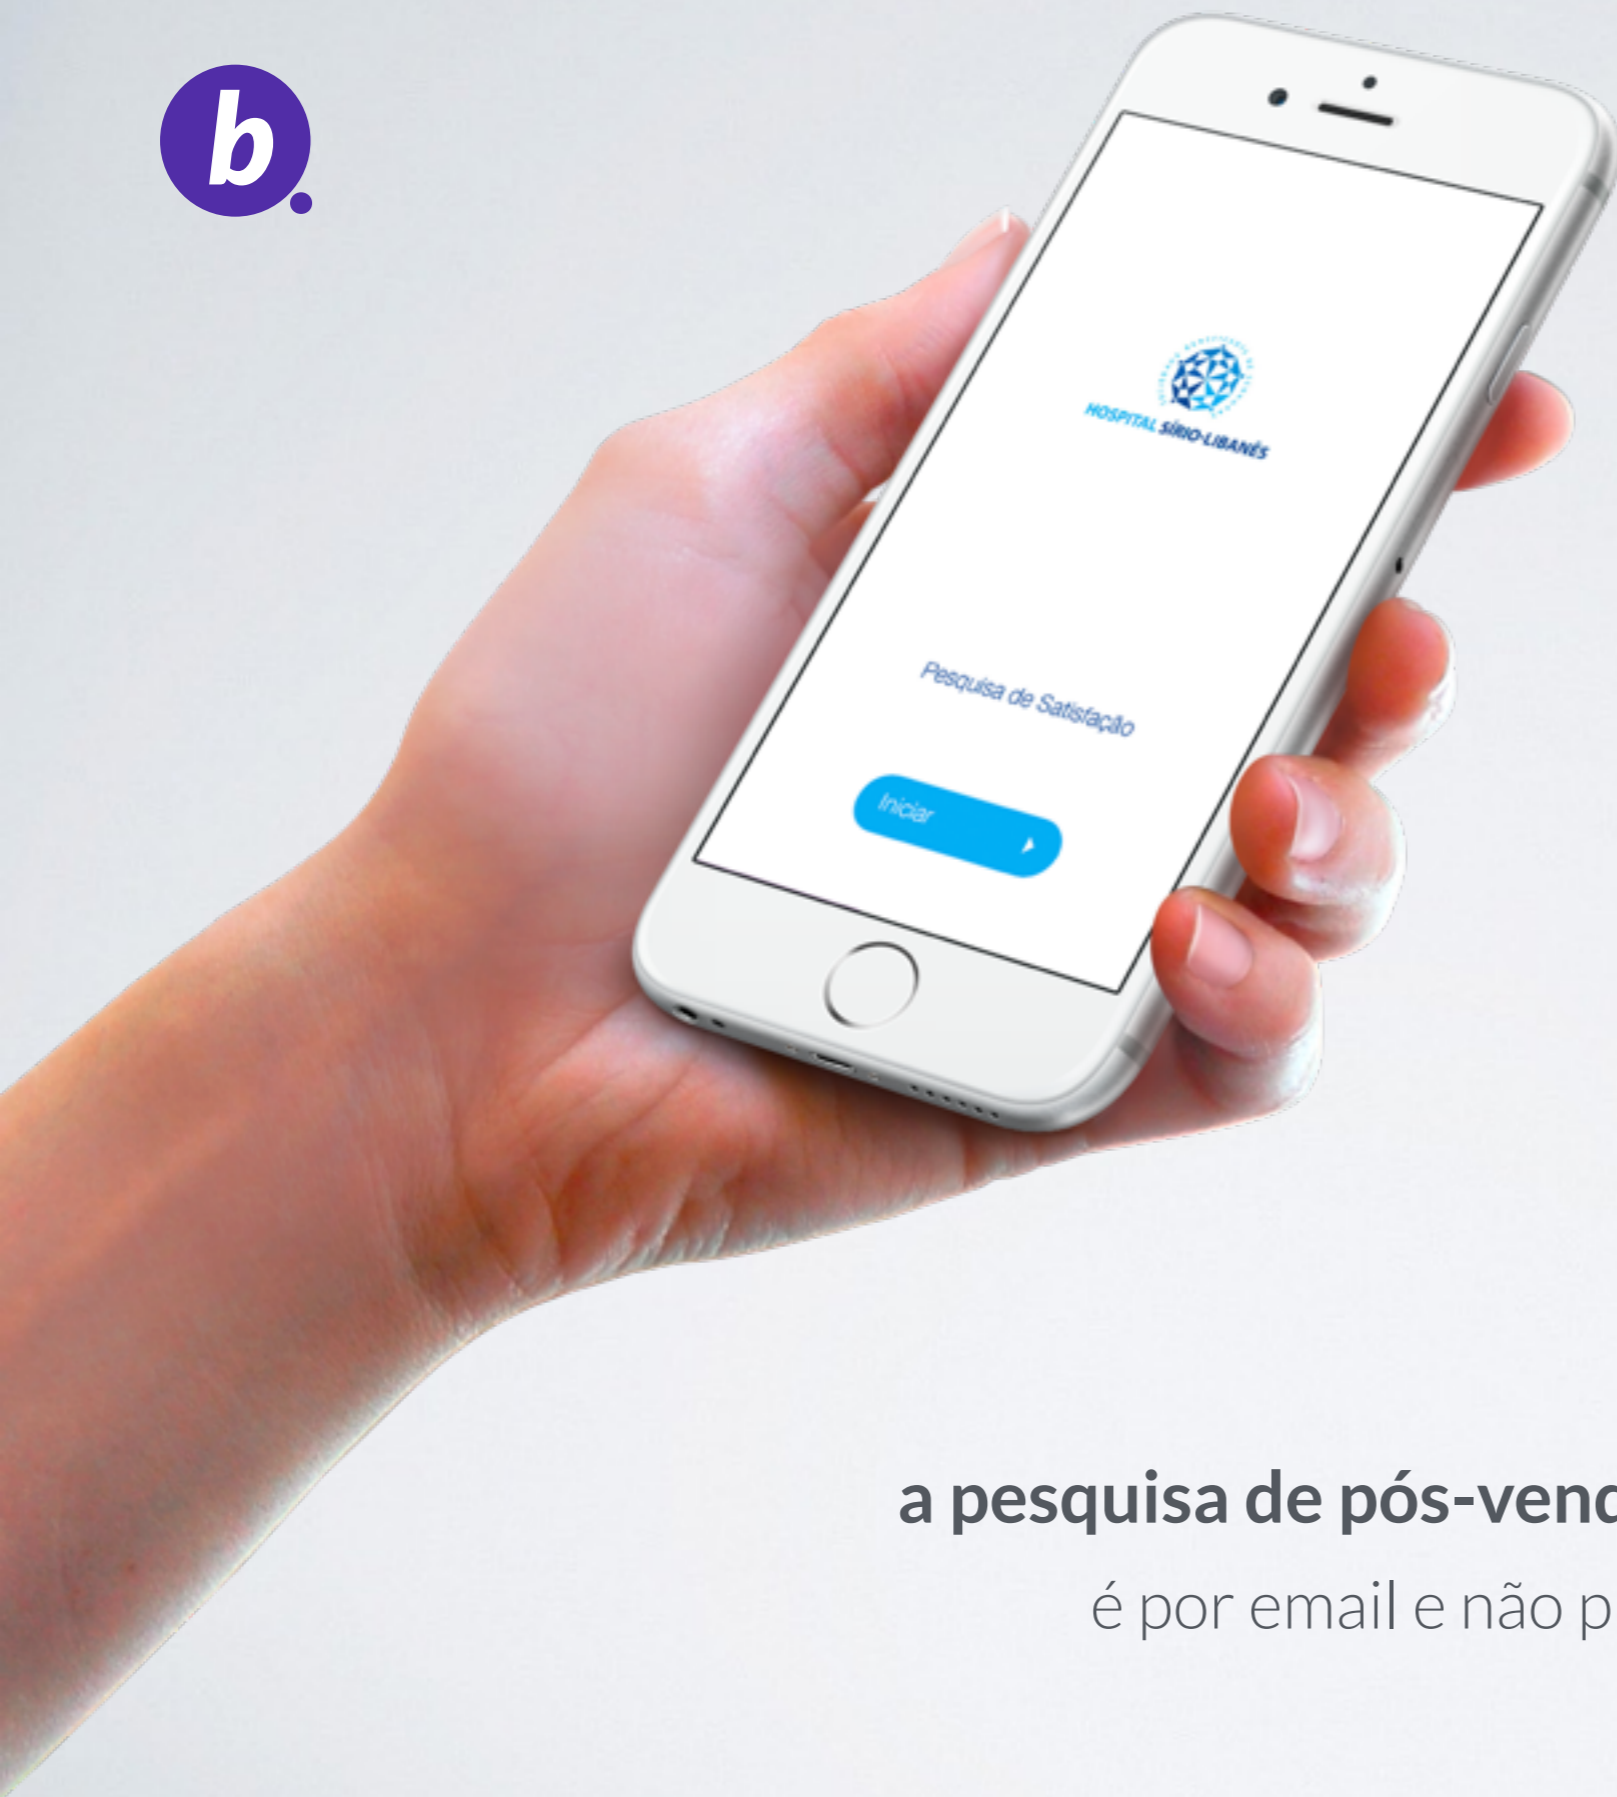 b.
HOSPITAL SÍRIO-LIBANÊS
Pesquisa de Satisfação
Iniciar
a pesquisa de pós-vend
é por email e não p